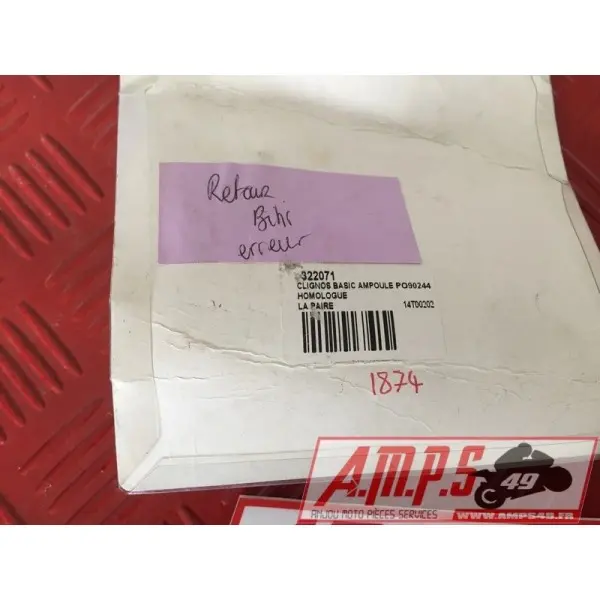 Retour
Bihr
erreur
322071
CLIGNOS BASIC AMPOULE PO90244
HOMOLOGUE
LA PAIRE 14T00202
1874
A.M.P.S 49
ANJOU MOTO PIÈCES SERVICES
WWW.AMPS49.FR